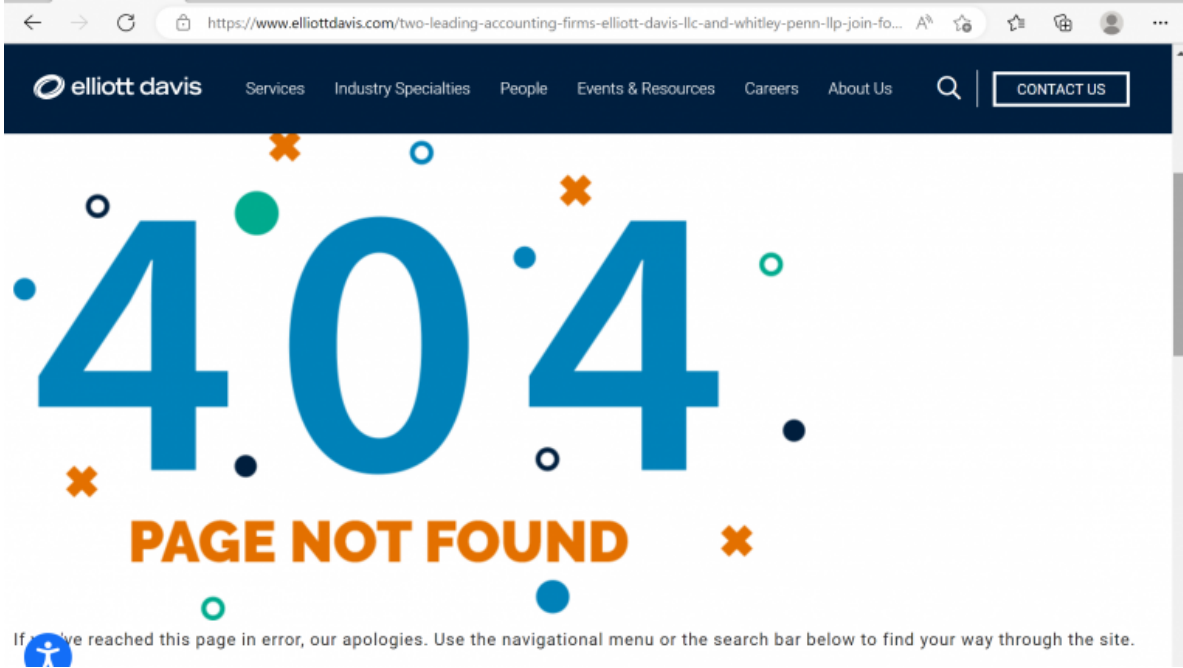 https://www.elliottdavis.com/two-leading-accounting-firms-elliott-davis-llc-and-whitley-penn-llp-join-fo...
elliott davis Services Industry Specialties People Events & Resources Careers About Us CONTACT US
404
PAGE NOT FOUND
If you've reached this page in error, our apologies. Use the navigational menu or the search bar below to find your way through the site.